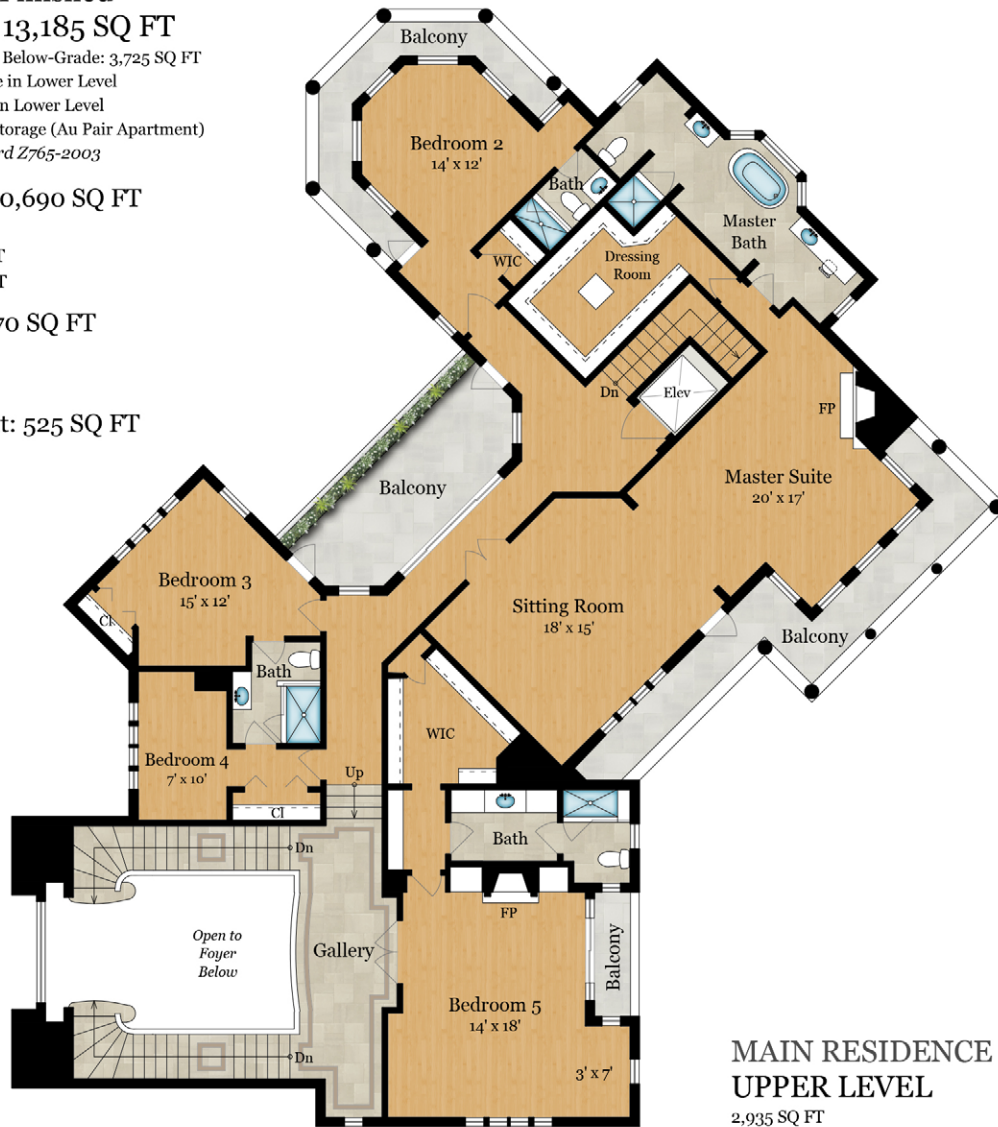 13,185 SQ FT
Below-Grade: 3,725 SQ FT
in Lower Level
n Lower Level
torage (Au Pair Apartment)
rd Z765-2003
0,690 SQ FT
70 SQ FT
t: 525 SQ FT
Balcony
Bedroom 2
14' x 12'
Bath
WIC
Master
Bath
Dressing
Room
Dn
Elev
FP
Master Suite
20' x 17'
Balcony
Bedroom 3
15' x 12'
Cl
Sitting Room
18' x 15'
Balcony
Bath
WIC
Bedroom 4
7' x 10'
Up
Cl
Bath
Dn
FP
Open to
Foyer
Below
Gallery
Balcony
Bedroom 5
14' x 18'
Dn
3' x 7'
MAIN RESIDENCE
UPPER LEVEL
2,935 SQ FT